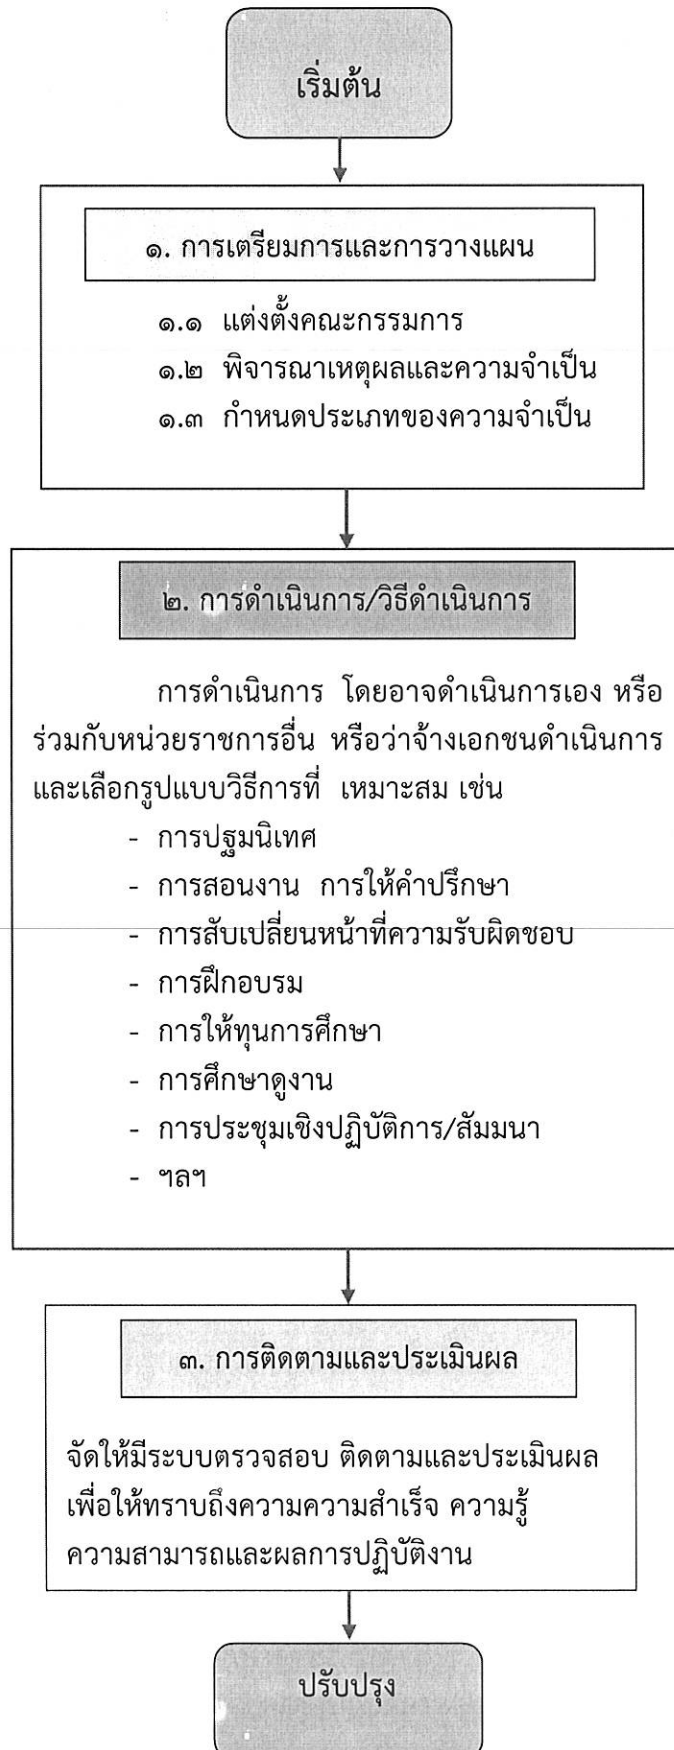 เริ่มต้น
๑. การเตรียมการและการวางแผน
๑.๑ แต่งตั้งคณะกรรมการ
๑.๒ พิจารณาเหตุผลและความจำเป็น
๑.๓ กำหนดประเภทของความจำเป็น
๒. การดำเนินการ/วิธีดำเนินการ
การดำเนินการ โดยอาจดำเนินการเอง หรือ
ร่วมกับหน่วยราชการอื่น หรือว่าจ้างเอกชนดำเนินการ
และเลือกรูปแบบวิธีการที่ เหมาะสม เช่น
- การปฐมนิเทศ
- การสอนงาน การให้คำปรึกษา
- การสับเปลี่ยนหน้าที่ความรับผิดชอบ
- การฝึกอบรม
- การให้ทุนการศึกษา
- การศึกษาดูงาน
- การประชุมเชิงปฏิบัติการ/สัมมนา
- ฯลฯ
๓. การติดตามและประเมินผล
จัดให้มีระบบตรวจสอบ ติดตามและประเมินผล
เพื่อให้ทราบถึงความความสำเร็จ ความรู้
ความสามารถและผลการปฏิบัติงาน
ปรับปรุง